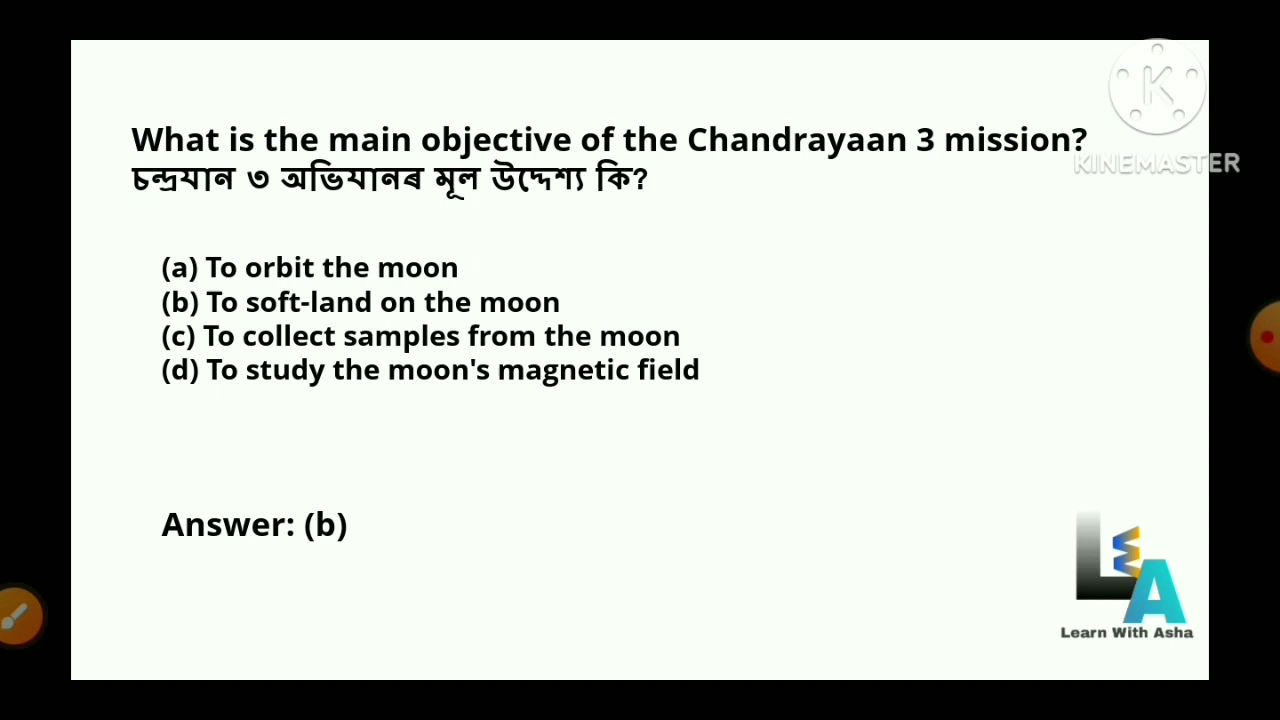 What is the main objective of the Chandrayaan 3 mission?
চন্দ্ৰযান ৩ অভিযানৰ মূল উদ্দেশ্য কি?
(a) To orbit the moon
(b) To soft-land on the moon
(c) To collect samples from the moon
(d) To study the moon's magnetic field
Answer: (b)
K
KINEMASTER
LEA
Learn With Asha